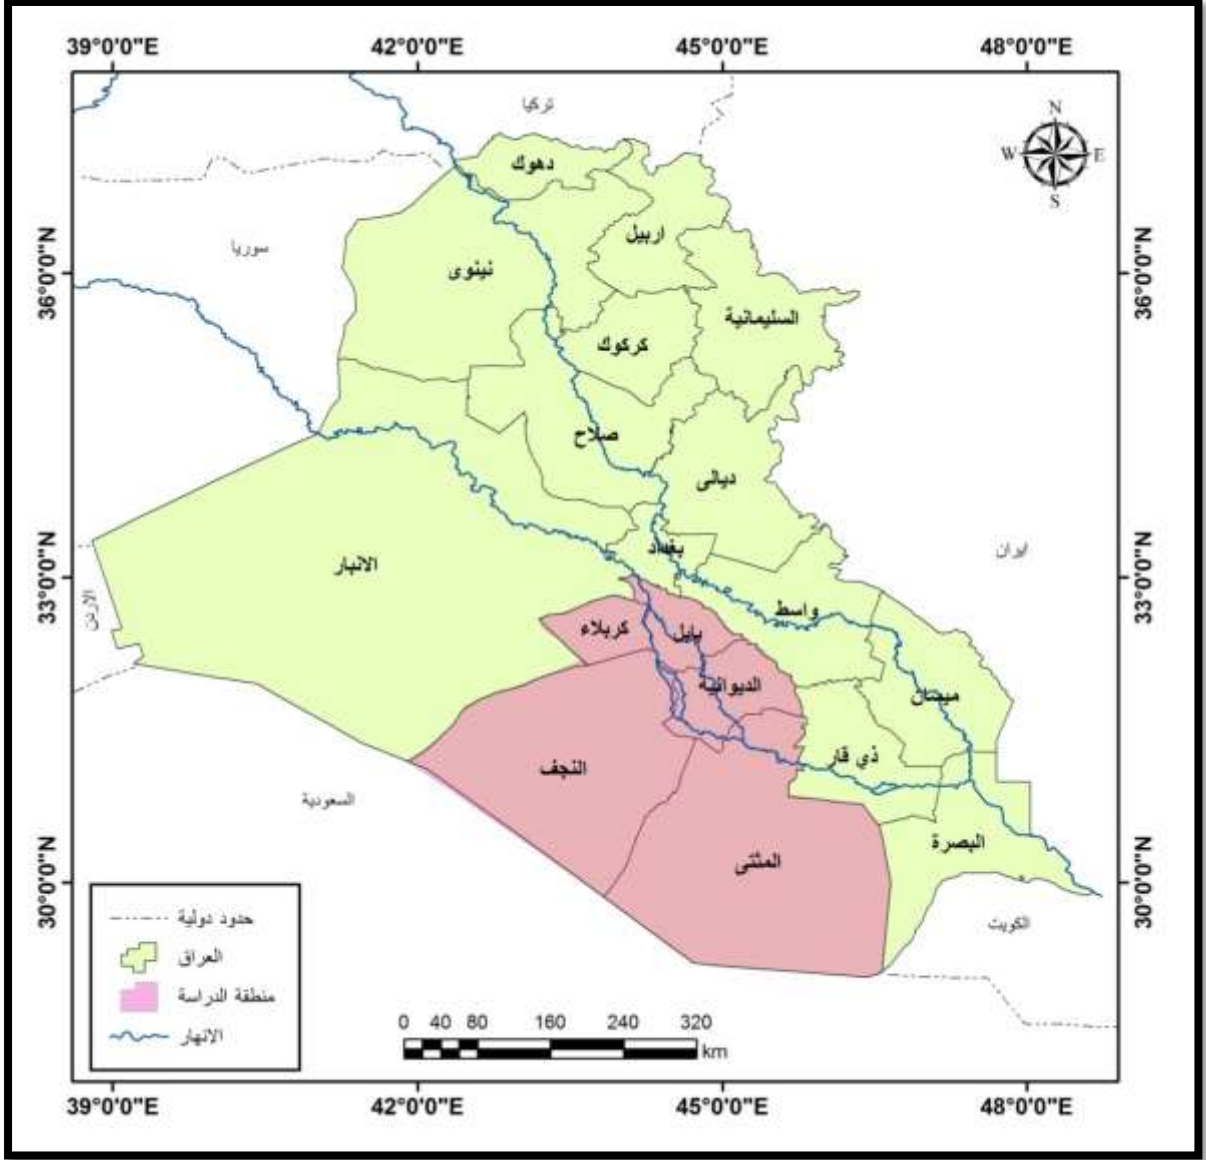 39°0'0"E 42°0'0"E 45°0'0"E 48°0'0"E
تركيا
N
W E
S
دهوك
اربيل
سوريا
نينوى
36°0'0"N
36°0'0"N
السليمانية
كركوك
صلاح
ديالى
بغداد
ايران
الانبار
33°0'0"N
33°0'0"N
الاردن
واسط
كربلاء
بابل
الديوانية
ميسان
ذي قار
النجف
السعودية
البصرة
المثنى
30°0'0"N
30°0'0"N
الكويت
حدود دولية
العراق
منطقة الدراسة
الانهار
0 40 80 160 240 320
km
39°0'0"E 42°0'0"E 45°0'0"E 48°0'0"E